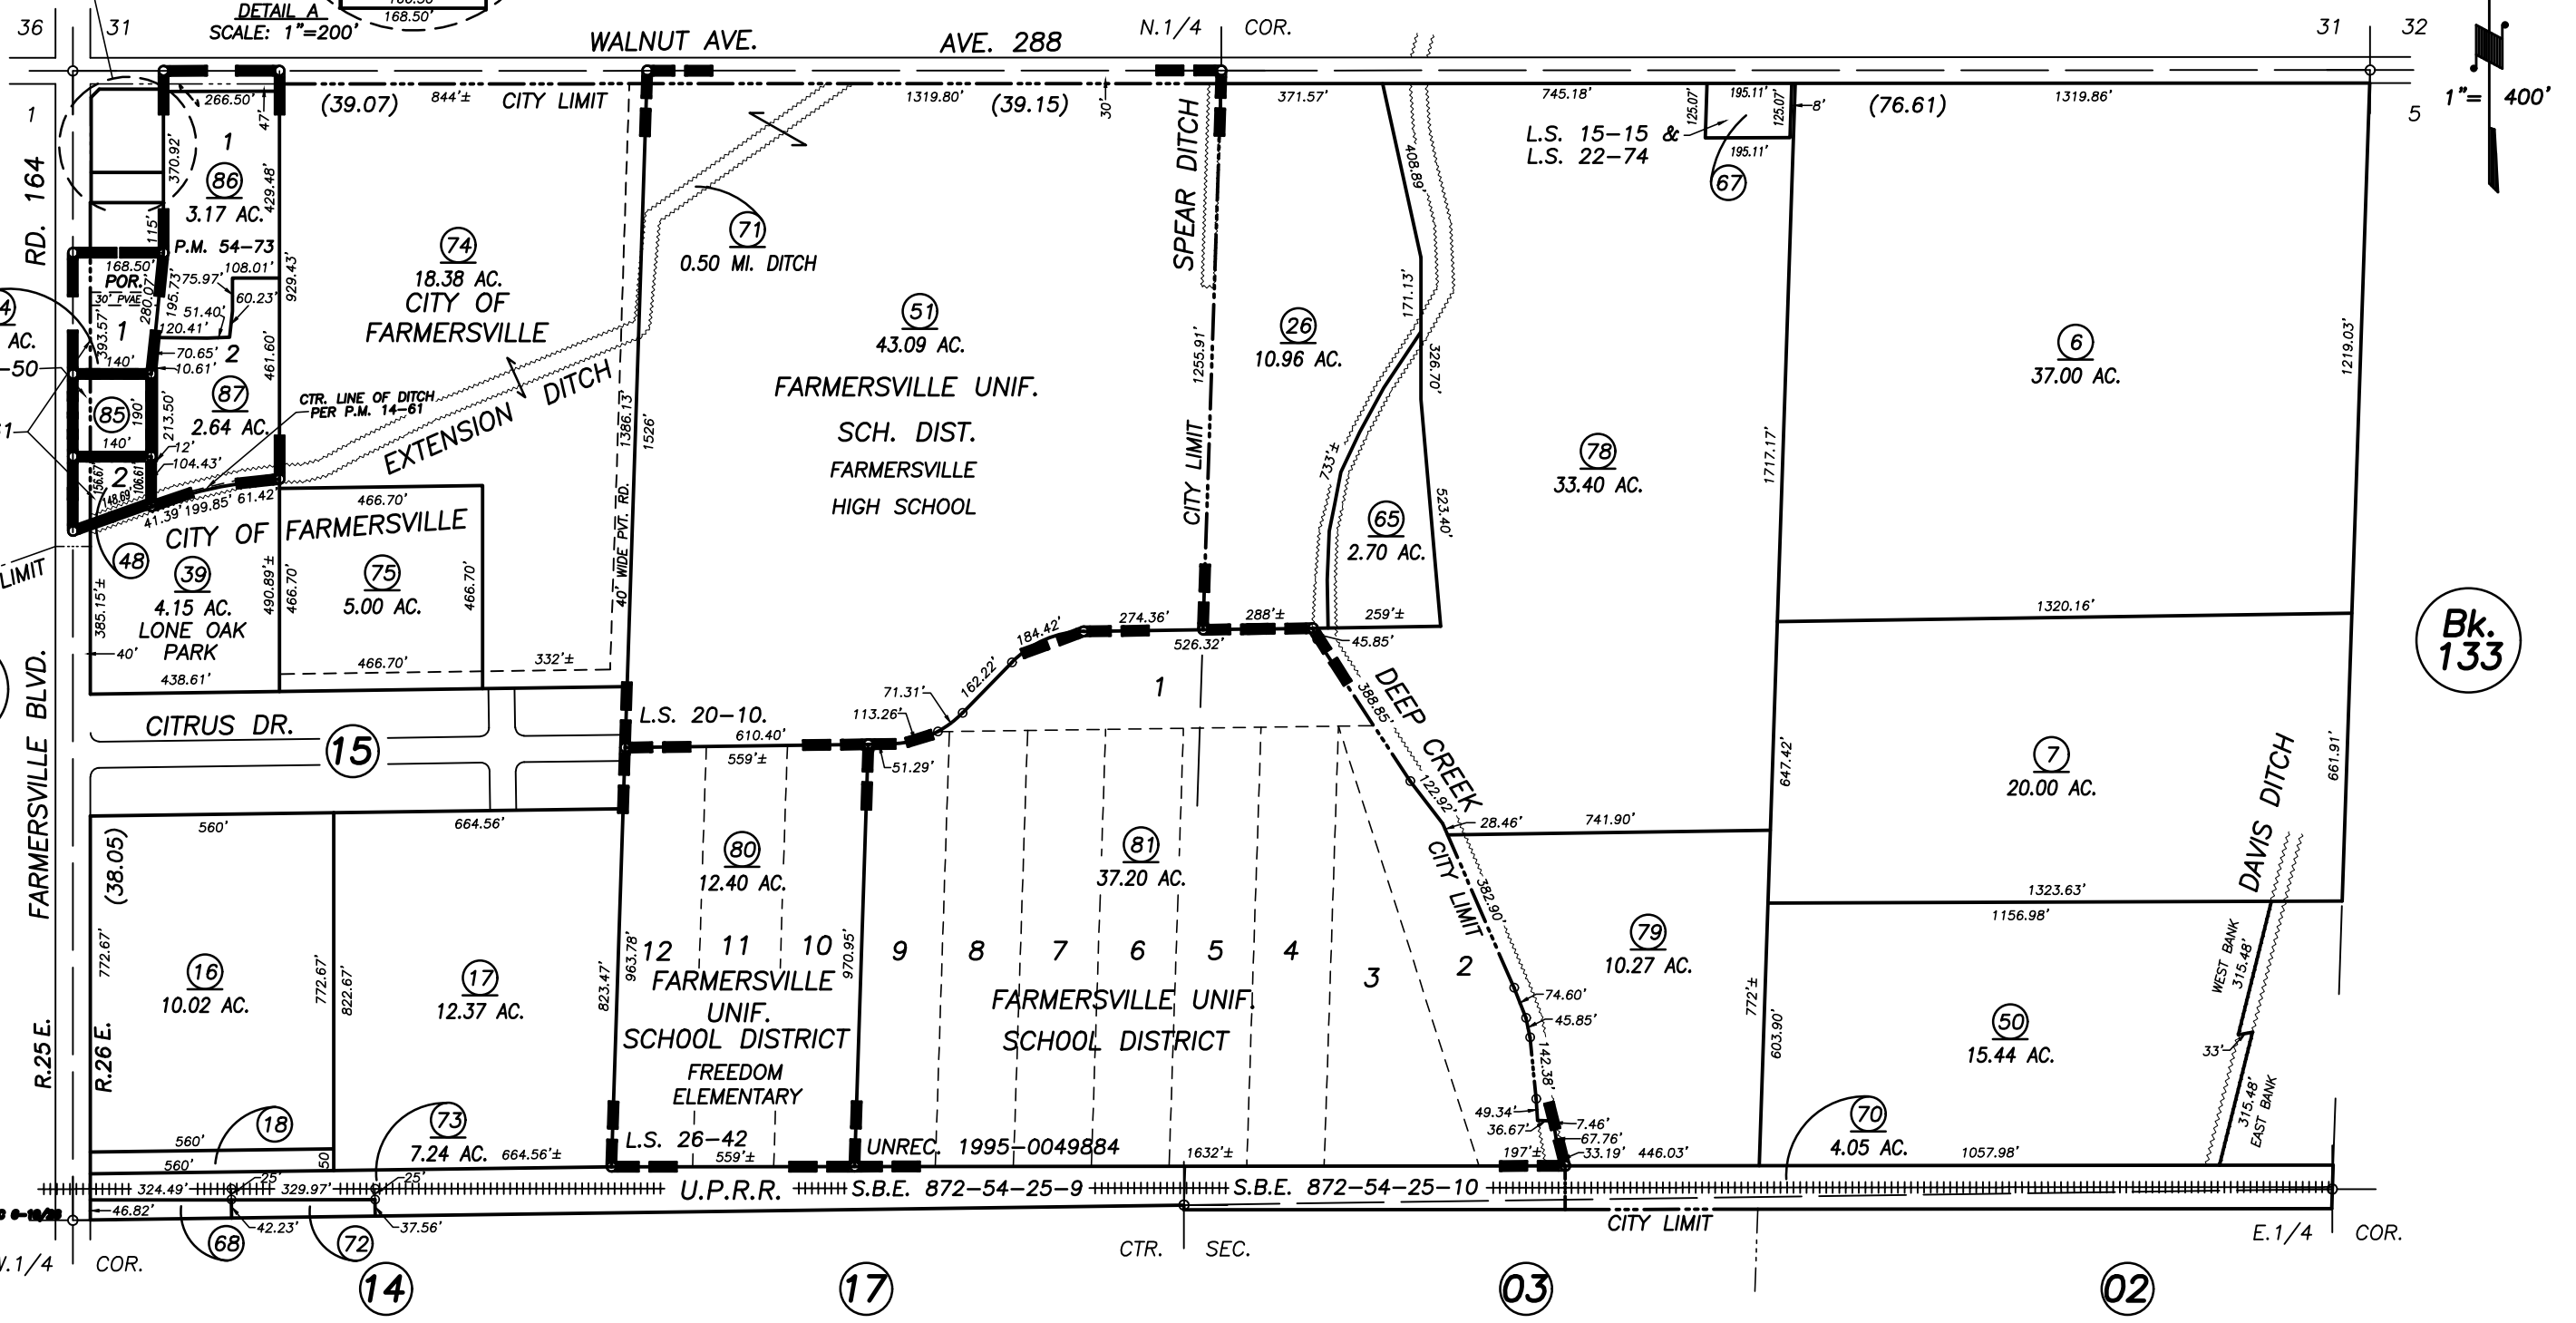 DETAIL A
SCALE: 1"=200'
168.50'
36 31
WALNUT AVE. AVE. 288
N.1/4 COR.
31 32
1"= 400'
1
5
RD. 164
266.50'
47'
(39.07)
844'±
CITY LIMIT
1319.80'
(39.15)
30'
371.57'
745.18'
125.07'
195.11'
125.07'
8'
195.11'
(76.61)
1319.86'
L.S. 15-15 &
L.S. 22-74
67
370.92'
1
86
3.17 AC.
429.48'
115'
P.M. 54-73
168.50'
POR.
30' PVAE
1
393.57'
280.07'
195.73'
75.97'
108.01'
60.23'
51.40'
120.41'
929.43'
70.65'
2
10.61'
140'
461.60'
AC.
-50
85
190'
140'
213.50'
87
2.64 AC.
12'
104.43'
2
156.67'
148.69'
106.61'
41.39'
199.85'
61.42'
CTR. LINE OF DITCH
PER P.M. 14-61
EXTENSION DITCH
74
18.38 AC.
CITY OF
FARMERSVILLE
71
0.50 MI. DITCH
1386.13'
1526'
40' WIDE PVT. RD.
51
43.09 AC.
FARMERSVILLE UNIF.
SCH. DIST.
FARMERSVILLE
HIGH SCHOOL
SPEAR DITCH
1255.91'
CITY LIMIT
26
10.96 AC.
408.89'
171.13'
326.70'
733'±
523.40'
65
2.70 AC.
78
33.40 AC.
1717.17'
6
37.00 AC.
1219.03'
Bk.
133
CITY OF FARMERSVILLE
LIMIT
48
39
4.15 AC.
LONE OAK
PARK
385.15'±
40'
438.61'
490.89'±
466.70'
466.70'
75
5.00 AC.
466.70'
466.70'
332'±
184.42'
274.36'
526.32'
288'±
259'±
45.85'
1320.16'
162.22'
71.31'
113.26'
51.29'
1
388.85'
DEEP CREEK
122.92'
28.46'
741.90'
CITY LIMIT
382.90'
647.42'
7
20.00 AC.
661.91'
DAVIS DITCH
1323.63'
1156.98'
FARMERSVILLE BLVD.
CITRUS DR.
15
L.S. 20-10.
610.40'
559'±
560'
664.56'
(38.05)
772.67'
16
10.02 AC.
772.67'
822.67'
17
12.37 AC.
823.47'
963.78'
80
12.40 AC.
12 11 10
970.95'
FARMERSVILLE
UNIF.
SCHOOL DISTRICT
FREEDOM
ELEMENTARY
81
37.20 AC.
9 8 7 6 5 4 3 2
FARMERSVILLE UNIF.
SCHOOL DISTRICT
79
10.27 AC.
74.60'
45.85'
142.38'
49.34'
36.67'
7.46'
67.76'
33.19'
772'±
603.90'
50
15.44 AC.
WEST BANK
315.48'
33'
315.48'
EAST BANK
R.25 E.
R.26 E.
18
560'
560'
50
73
7.24 AC.
664.56'±
L.S. 26-42
559'±
UNREC. 1995-0049884
1632'±
197'±
446.03'
70
4.05 AC.
1057.98'
324.49'
25'
329.97'
25'
U.P.R.R.
S.B.E. 872-54-25-9
S.B.E. 872-54-25-10
46.82'
42.23'
37.56'
68
72
CITY LIMIT
COR.
CTR. SEC.
E.1/4 COR.
14
17
03
02